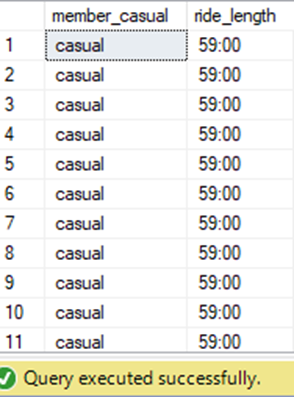 member_casual ride_length
1 casual 59:00
2 casual 59:00
3 casual 59:00
4 casual 59:00
5 casual 59:00
6 casual 59:00
7 casual 59:00
8 casual 59:00
9 casual 59:00
10 casual 59:00
11 casual 59:00
Query executed successfully.